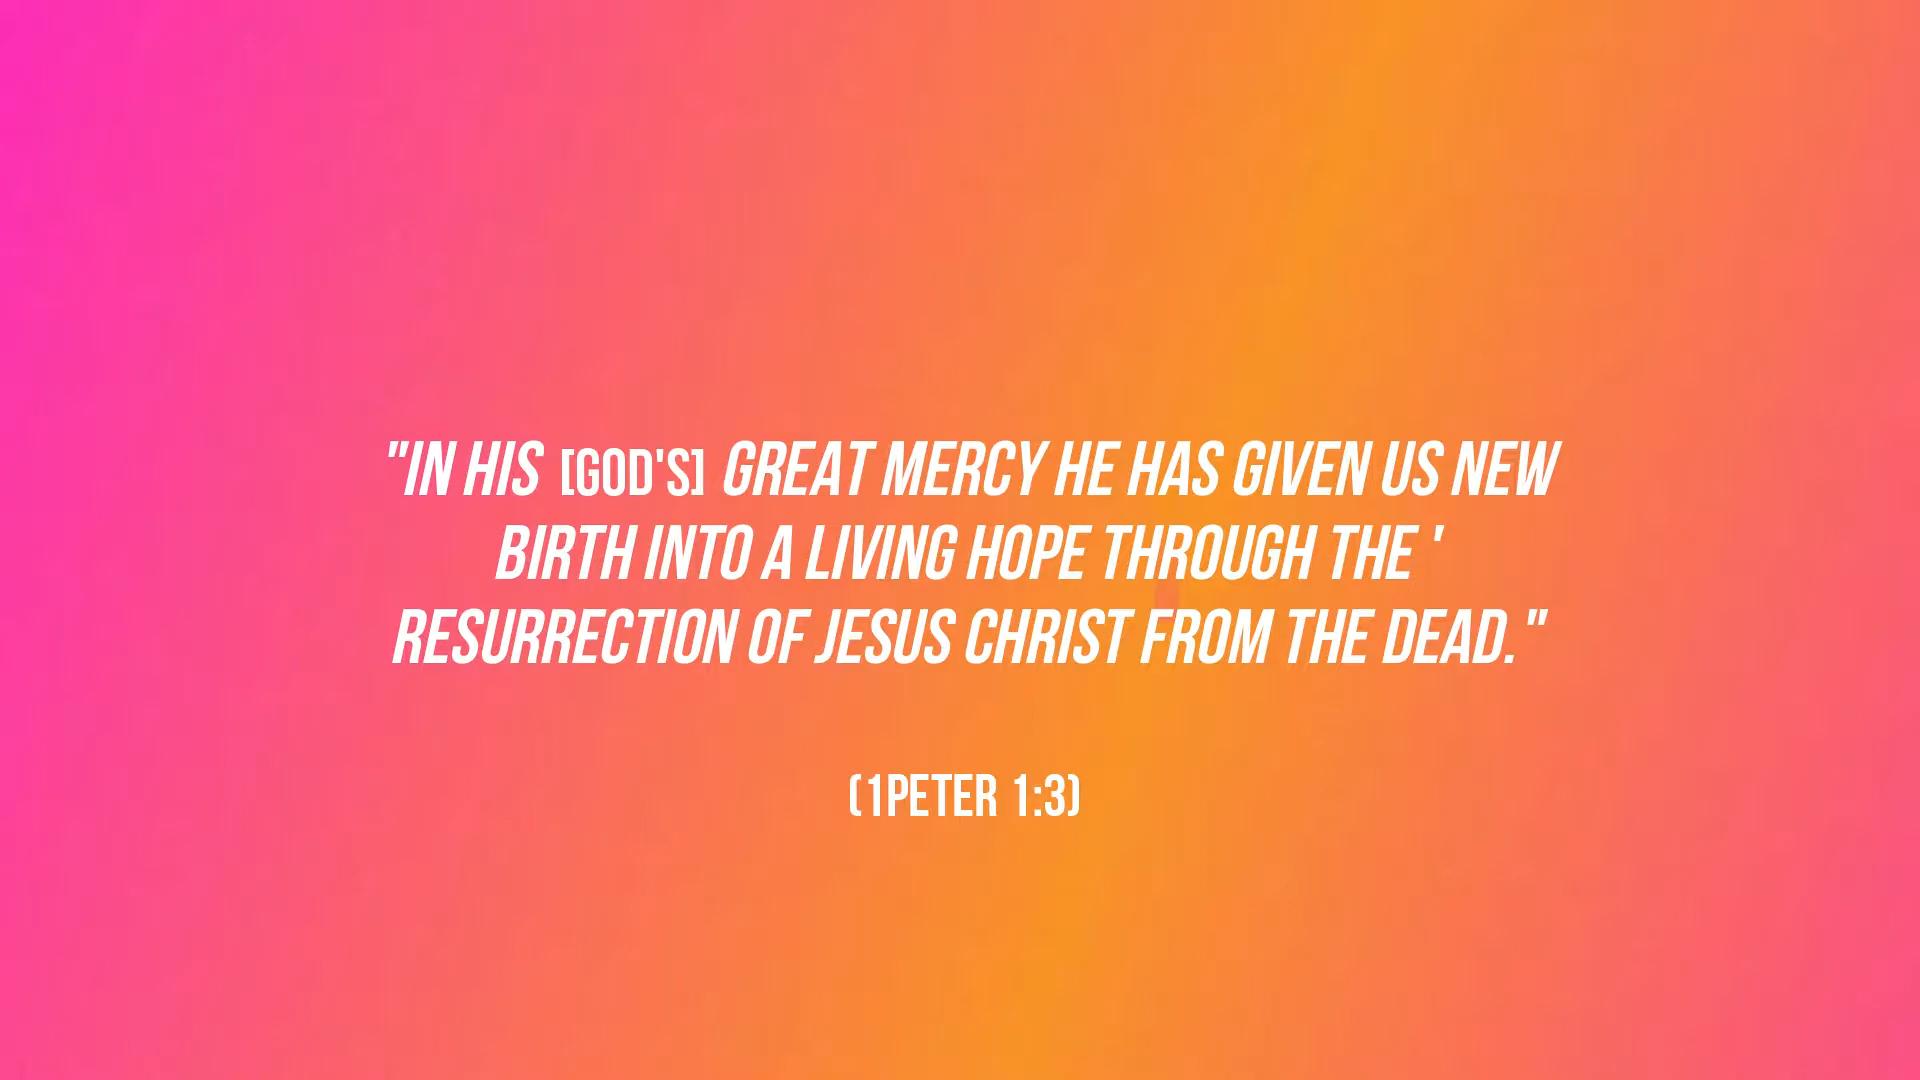 "IN HIS [GOD'S] GREAT MERCY HE HAS GIVEN US NEW
BIRTH INTO A LIVING HOPE THROUGH THE '
RESURRECTION OF JESUS CHRIST FROM THE DEAD."
(1PETER 1:3)